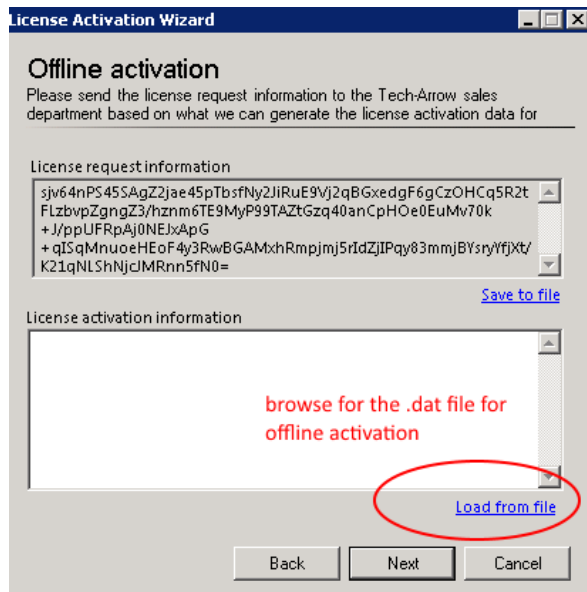 License Activation Wizard
Offline activation
Please send the license request information to the Tech-Arrow sales
department based on what we can generate the license activation data for
License request information
sjv64nPS45SAgZ2jae45pTbsfNy2JiRuE9Vj2qBGxedgF6gCzOHCq5R2t
FLzbvpZgngZ3/hznm6TE9MyP99TAZtGzq40anCpHOe0EuMv70k
+J/ppUFRpAj0NEJxApG
+qISqMnuoeHEoF4y3RwBGAMxhRmpjmj5rIdZjIPqy83mmjBYsryYfjXt/
K21qNLShNjcJMRnn5fN0=
Save to file
License activation information
browse for the .dat file for
offline activation
Load from file
Back
Next
Cancel